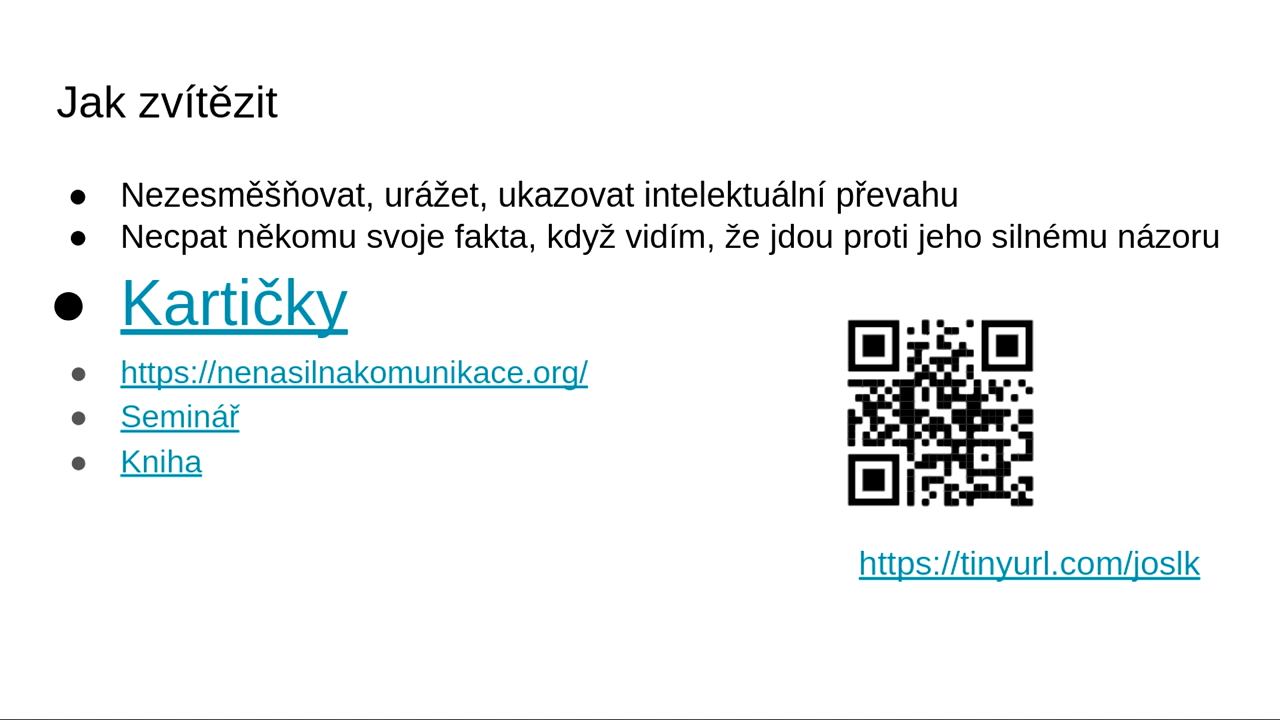 Jak zvítězit
● Nezesměšňovat, urážet, ukazovat intelektuální převahu
● Necpat někomu svoje fakta, když vidím, že jdou proti jeho silnému názoru
● Kartičky
● https://nenasilnakomunikace.org/
● Seminář
● Kniha
https://tinyurl.com/joslk